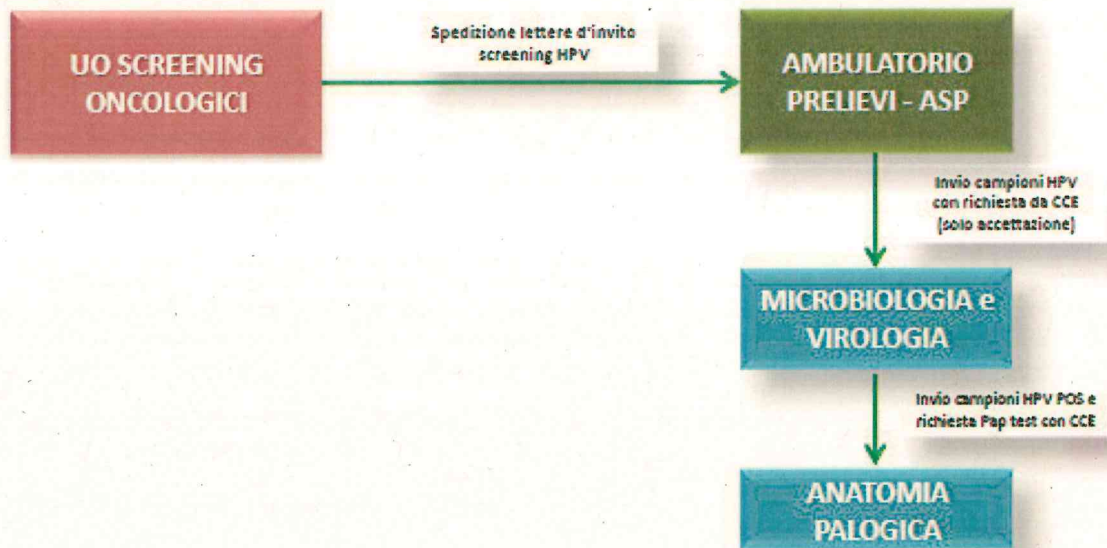 UO SCREENING
ONCOLOGICI
Spedizione lettere d'invito
screening HPV
AMBULATORIO
PRELIEVI - ASP
Invio campioni HPV
con richiesta da CCE
(solo accettazione)
MICROBIOLOGIA e
VIROLOGIA
Invio campioni HPV POS e
richiesta Pap test con CCE
ANATOMIA
PALOGICA